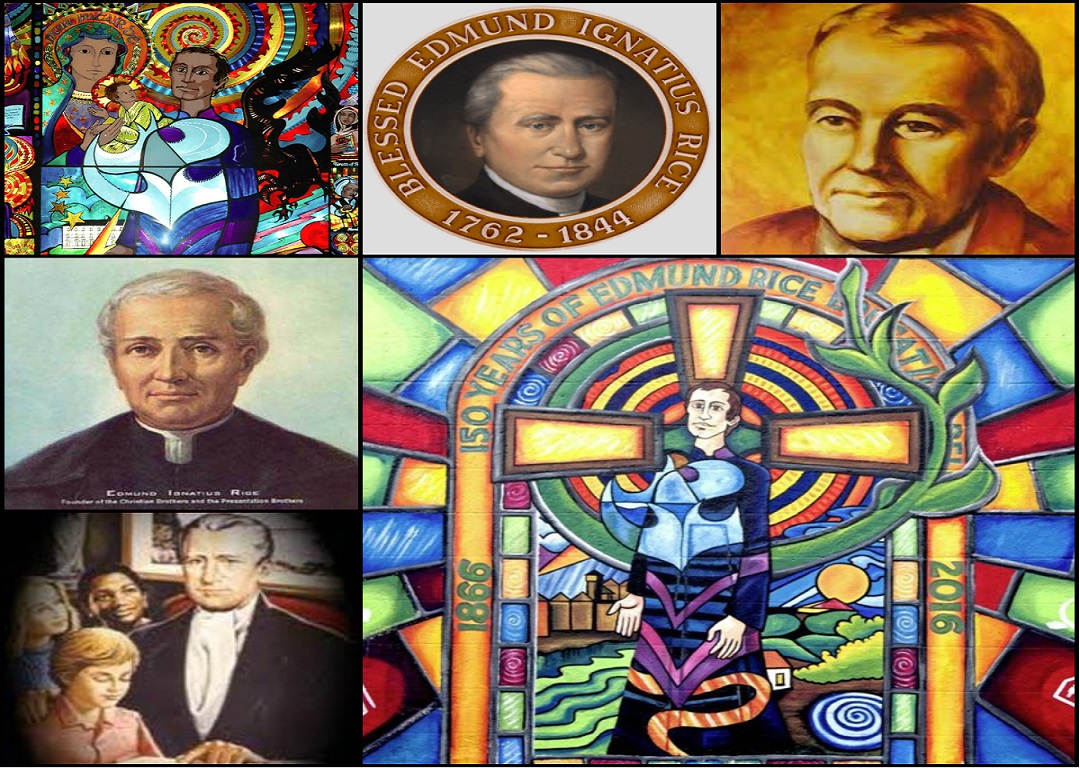 BLESSED EDMUND IGNATIUS RICE
1762 - 1844
EDMUND IGNATIUS RICE
Founder of the Christian Brothers and the Presentation Brothers
150 YEARS OF EDMUND RICE
1866
2016